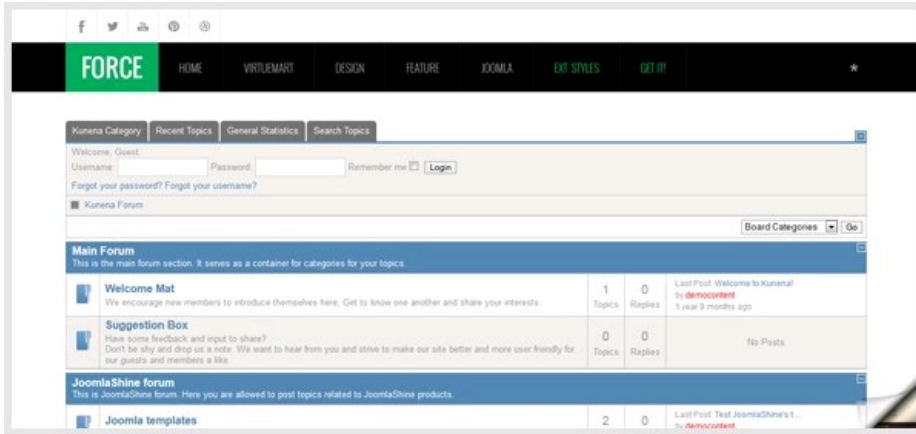 FORCE HOME VIRTUEMART DESIGN FEATURE JOOMLA EXT. STYLES GET IT!
Kunena Category Recent Topics General Statistics Search Topics
Welcome, Guest
Username: Password: Remember me Login
Forgot your password? Forgot your username?
Kunena Forum
Board Categories Go
Main Forum
This is the main forum section. It serves as a container for categories for your topics.
Welcome Mat
We encourage new members to introduce themselves here. Get to know one another and share your interests.
1 Topics
0 Replies
Last Post: Welcome to Kunena!
by democontent
1 year 9 months ago
Suggestion Box
Have some feedback and input to share?
Don't be shy and drop us a note. We want to hear from you and strive to make our site better and more user friendly for
our guests and members a like.
0 Topics
0 Replies
No Posts
JoomlaShine forum
This is JoomlaShine forum. Here you are allowed to post topics related to JoomlaShine products.
Joomla templates
2
0
Last Post: Test JoomlaShine's t...
by democontent